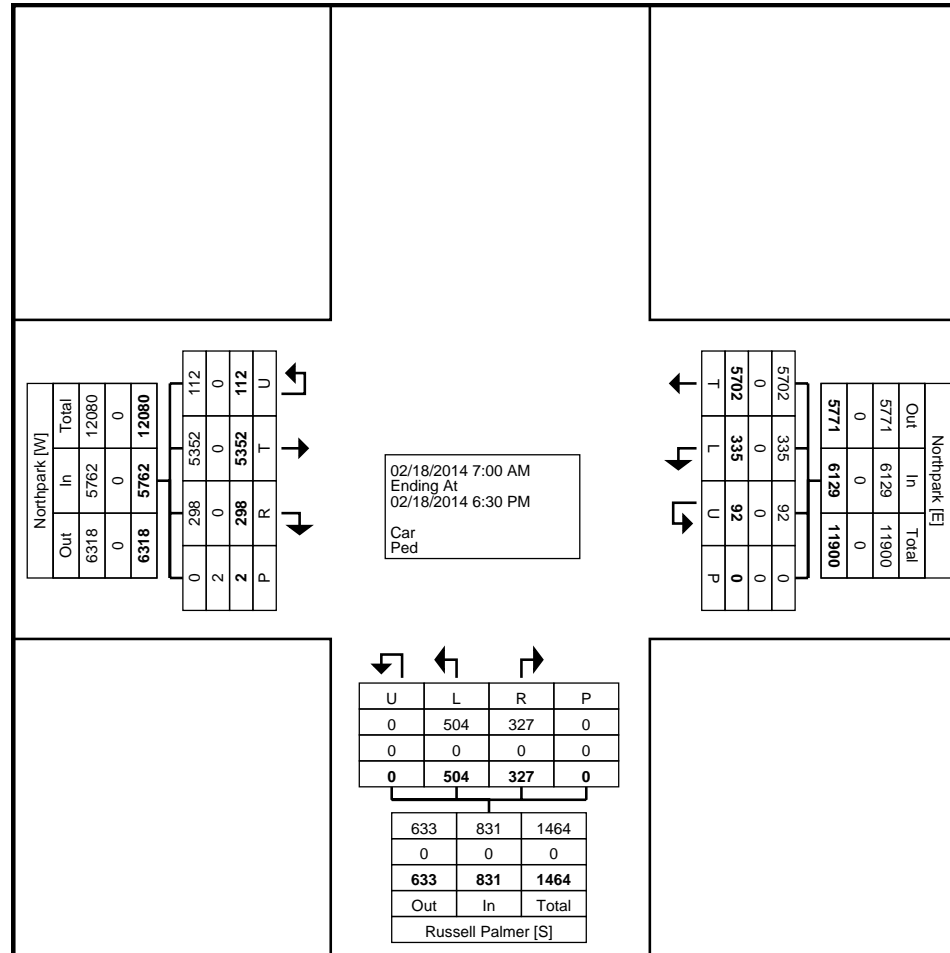 Northpark [W]
Out In Total
6318 5762 12080
0 0 0
6318 5762 12080
0 298 5352 112
2 0 0 0
2 298 5352 112
P R T U
02/18/2014 7:00 AM
Ending At
02/18/2014 6:30 PM
Car
Ped
Northpark [E]
Out In Total
5771 6129 11900
0 0 0
5771 6129 11900
5702 335 92 0
0 0 0 0
5702 335 92 0
T L U P
U L R P
0 504 327 0
0 0 0 0
0 504 327 0
633 831 1464
0 0 0
633 831 1464
Out In Total
Russell Palmer [S]